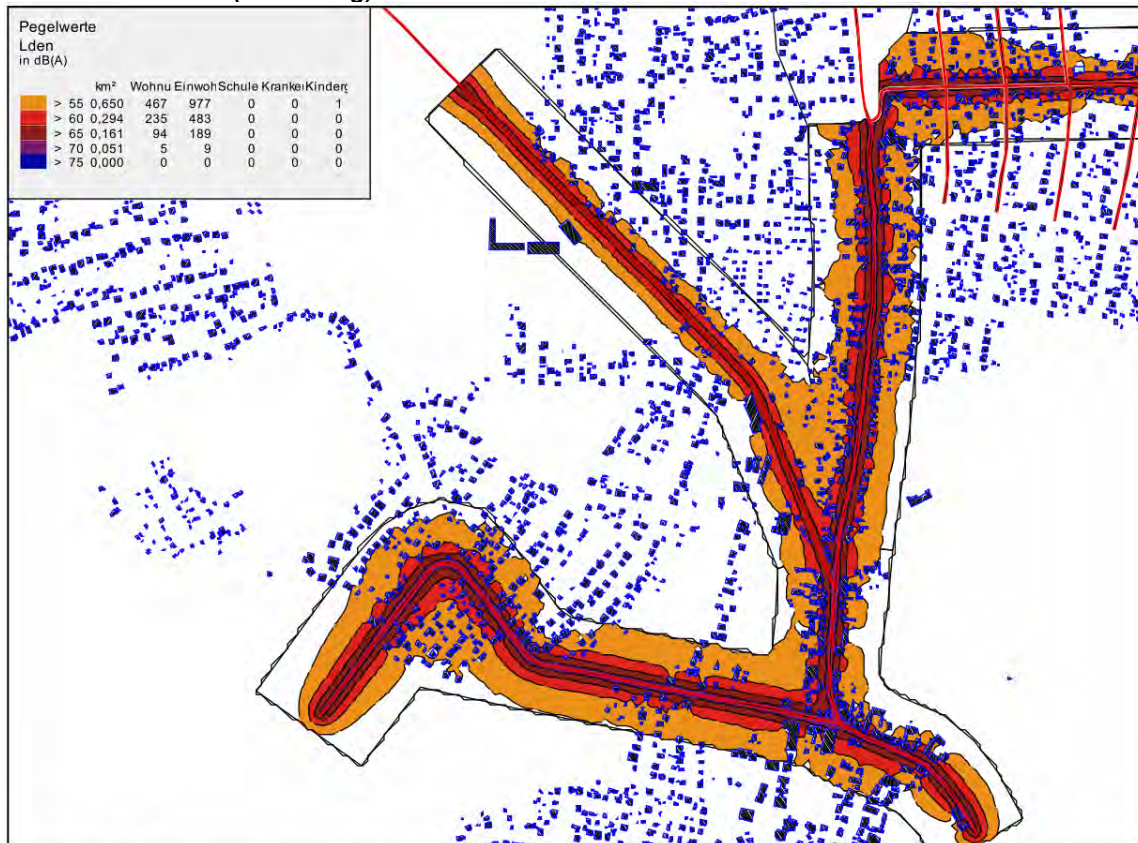 Pegelwerte
Lden
in dB(A)
km² Wohnu Einwoh Schule Kranke Kinderg
> 55 0,650 467 977 0 0 1
> 60 0,294 235 483 0 0 0
> 65 0,161 94 189 0 0 0
> 70 0,051 5 9 0 0 0
> 75 0,000 0 0 0 0 0